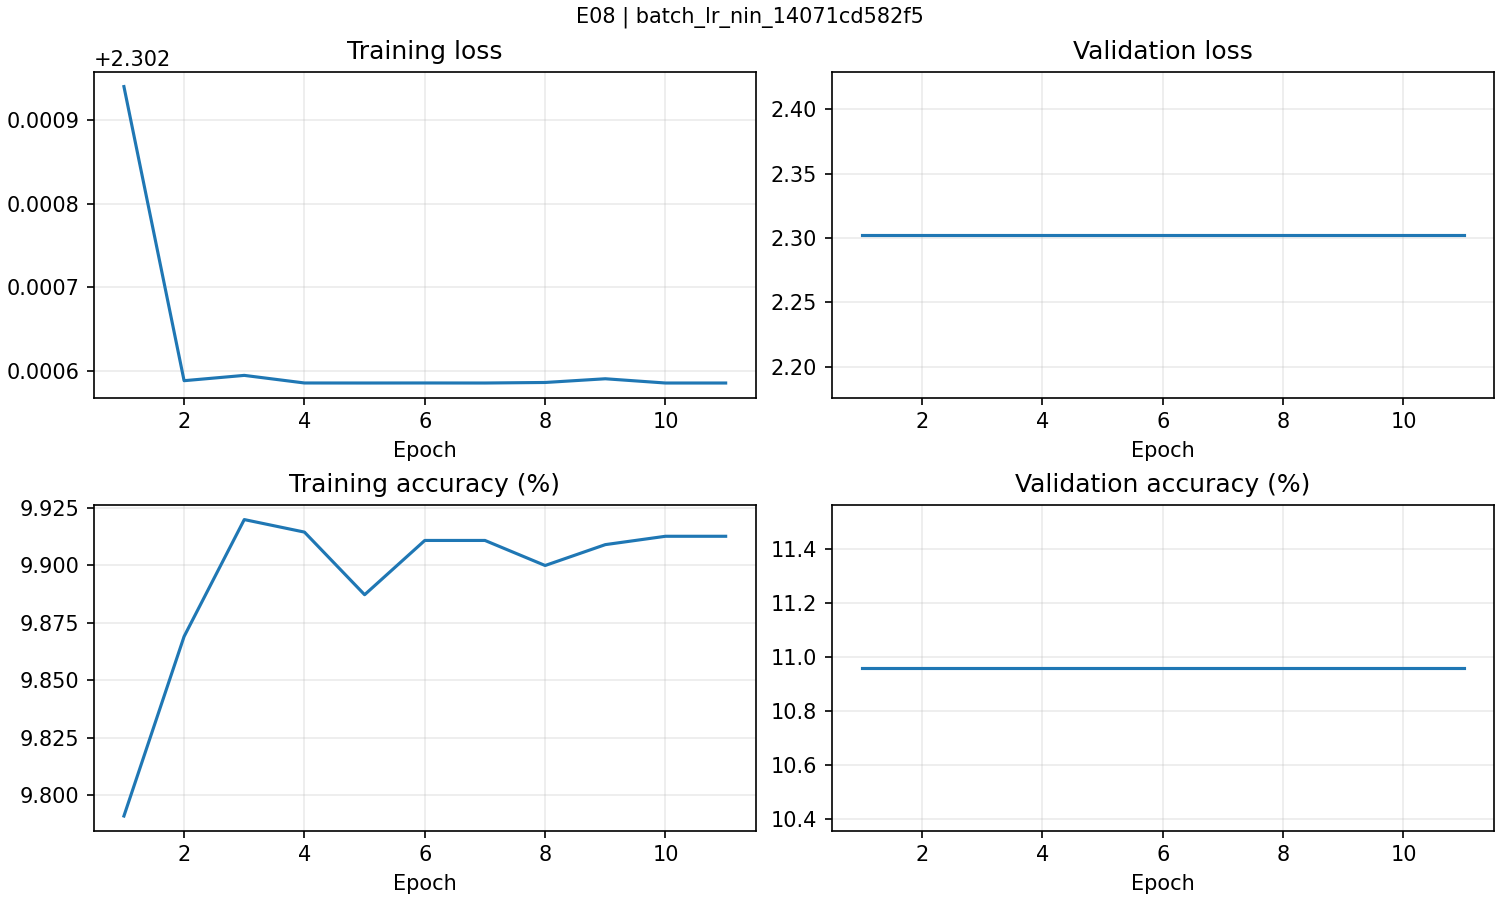 E08 | batch_lr_nin_14071cd582f5
Training loss
+2.302
0.0009
0.0008
0.0007
0.0006
2 4 6 8 10
Epoch
Validation loss
2.40
2.35
2.30
2.25
2.20
2 4 6 8 10
Epoch
Training accuracy (%)
9.925
9.900
9.875
9.850
9.825
9.800
2 4 6 8 10
Epoch
Validation accuracy (%)
11.4
11.2
11.0
10.8
10.6
10.4
2 4 6 8 10
Epoch